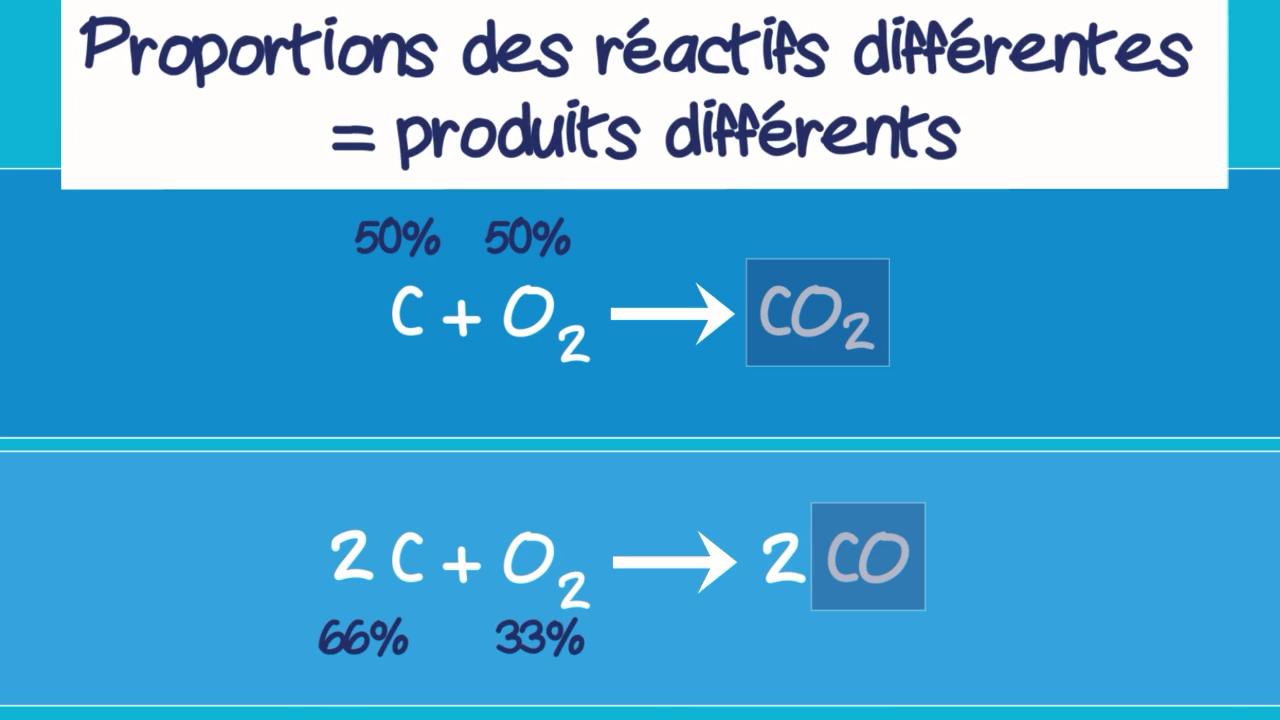 Proportions des réactifs différentes
= produits différents
50% 50%
C + O₂ → CO₂
2 C + O₂ → 2 CO
66% 33%